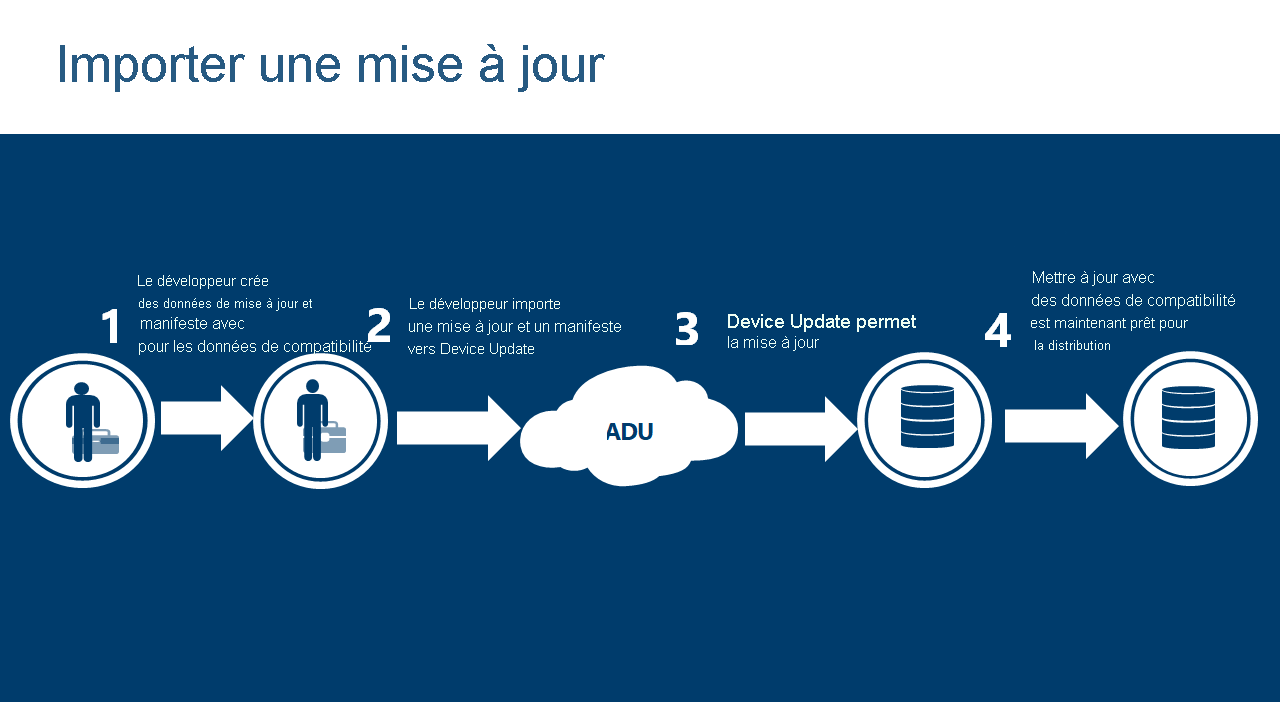 Importer une mise à jour
1
Le développeur crée
des données de mise à jour et
manifeste avec
pour les données de compatibilité
2
Le développeur importe
une mise à jour et un manifeste
vers Device Update
3
Device Update permet
la mise à jour
4
Mettre à jour avec
des données de compatibilité
est maintenant prêt pour
la distribution
ADU